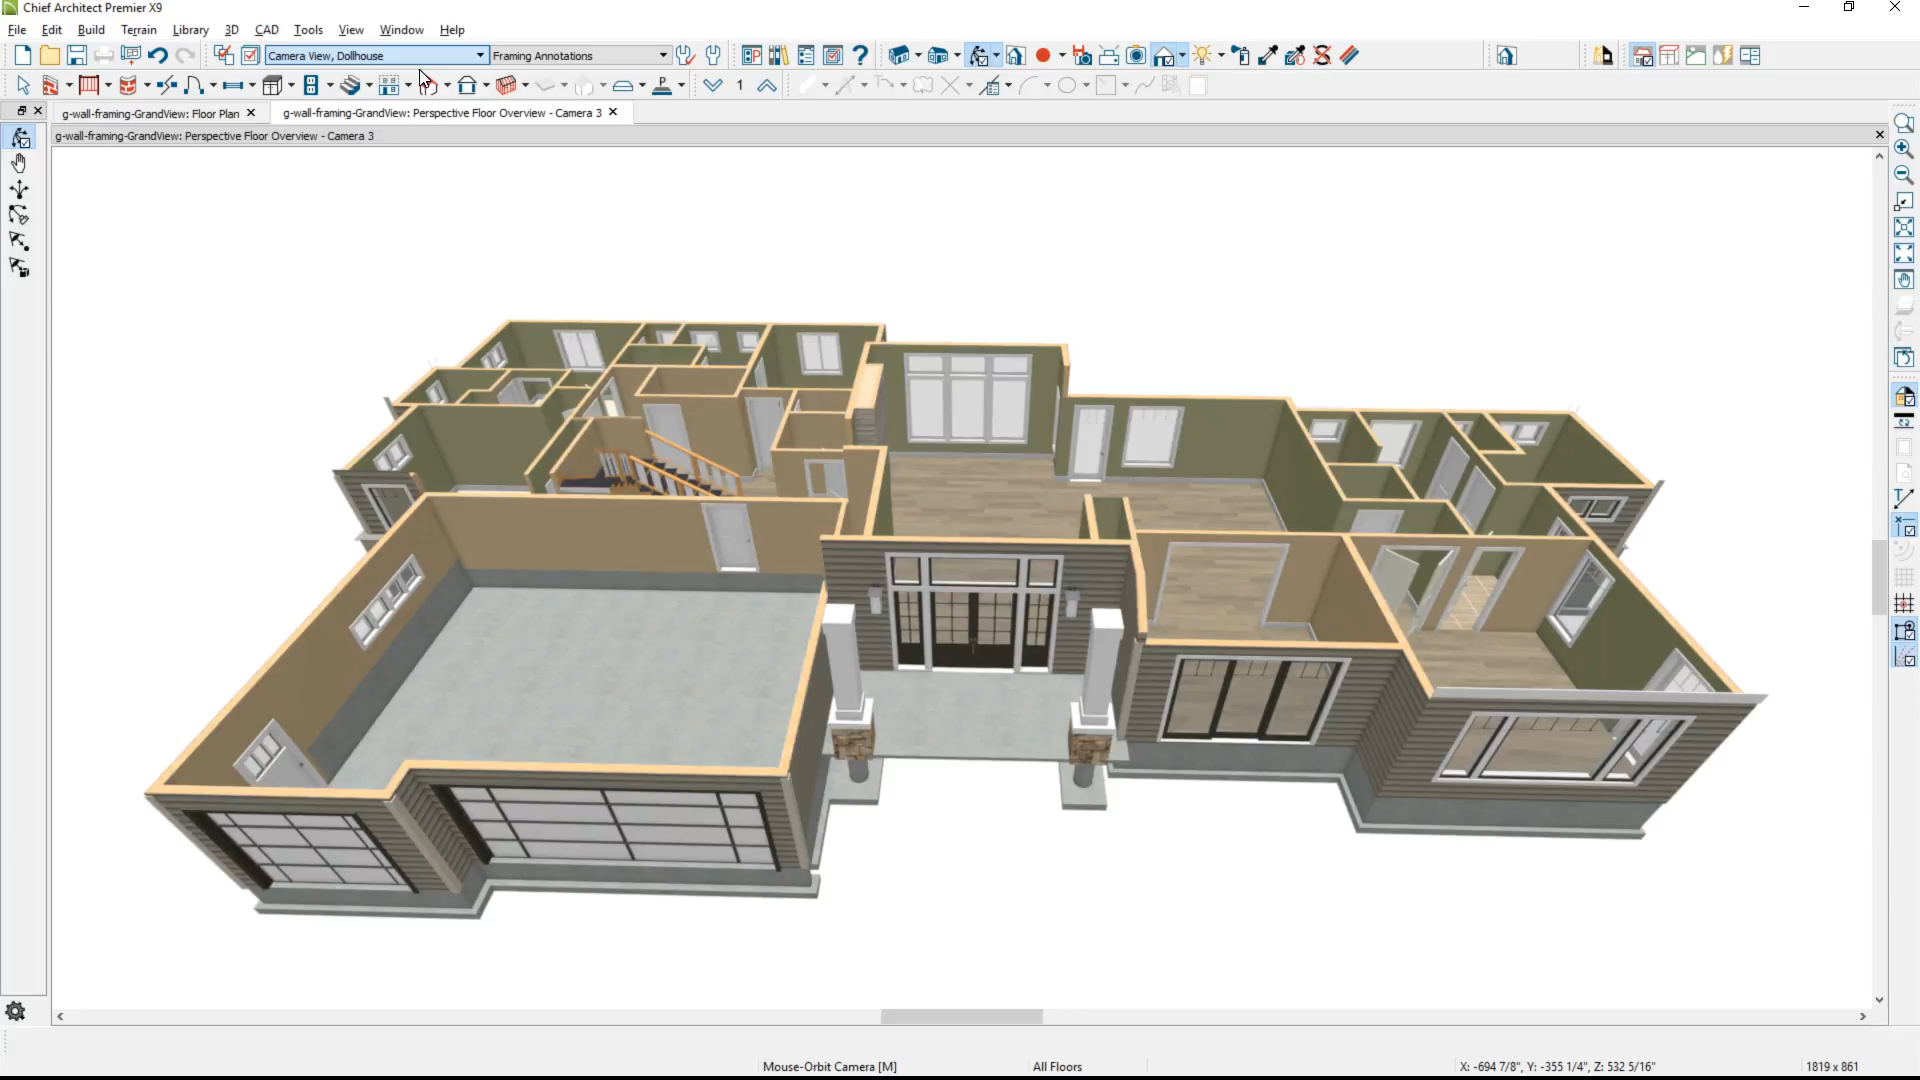 Chief Architect Premier X9
File Edit Build Terrain Library 3D CAD Tools View Window Help
Camera View, Dollhouse Framing Annotations
1 P
g-wall-framing-GrandView: Floor Plan g-wall-framing-GrandView: Perspective Floor Overview - Camera 3
g-wall-framing-GrandView: Perspective Floor Overview - Camera 3
Mouse-Orbit Camera [M] All Floors X: -694 7/8", Y: -355 1/4", Z: 532 5/16" 1819 x 861